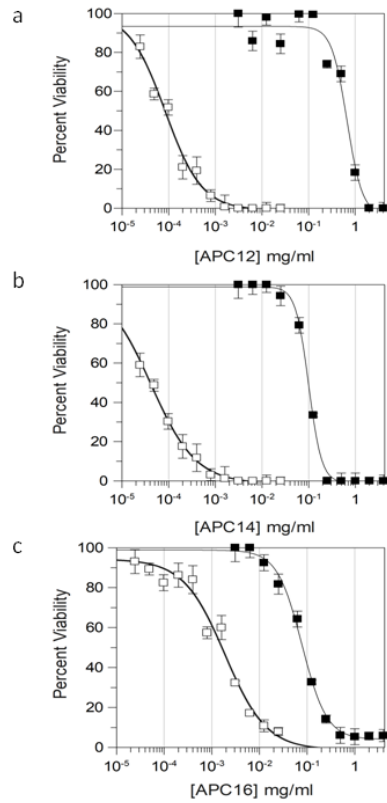 a
100
80
60
40
20
0
Percent Viability
10⁻⁵ 10⁻⁴ 10⁻³ 10⁻² 10⁻¹ 1
[APC12] mg/ml
b
100
80
60
40
20
0
Percent Viability
10⁻⁵ 10⁻⁴ 10⁻³ 10⁻² 10⁻¹ 1
[APC14] mg/ml
c
100
80
60
40
20
0
Percent Viability
10⁻⁵ 10⁻⁴ 10⁻³ 10⁻² 10⁻¹ 1
[APC16] mg/ml